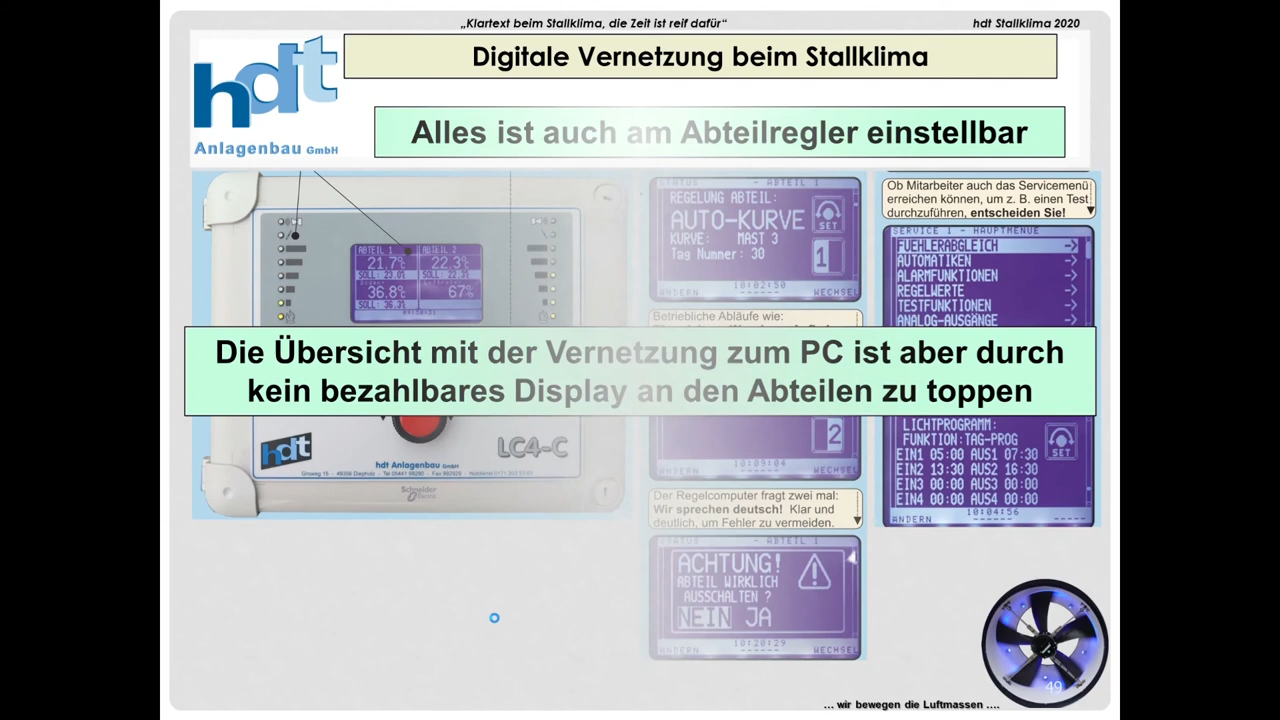 „Klartext beim Stallklima, die Zeit ist reif dafür“
hdt Stallklima 2020
hdt
Anlagenbau GmbH
Digitale Vernetzung beim Stallklima
Alles ist auch am Abteilregler einstellbar
ABTEIL 1 ABTEIL 2
21.7°C 22.3°C
36.8% 67%
STATUS - ABTEIL 1
REGELUNG ABTEIL:
AUTO-KURVE
KURVE: MAST 3
Tag Nummer: 30
SET
1
10:02:50
ÄNDERN ------ WECHSEL
Betriebliche Abläufe wie:
Ob Mitarbeiter auch das Servicemenü
erreichen können, um z. B. einen Test
durchzuführen, entscheiden Sie!
SERVICE 1 - HAUPTMENUE
FUEHLERABGLEICH ->
AUTOMATIKEN ->
ALARMFUNKTIONEN ->
REGELWERTE ->
TESTFUNKTIONEN ->
ANALOG-AUSGÄNGE ->
Die Übersicht mit der Vernetzung zum PC ist aber durch
kein bezahlbares Display an den Abteilen zu toppen
hdt
LC4-C
hdt Anlagenbau GmbH
Schneider
Electric
2
10:09:04
ÄNDERN ------ WECHSEL
Der Regelcomputer fragt zwei mal:
Wir sprechen deutsch! Klar und
deutlich, um Fehler zu vermeiden.
STATUS - ABTEIL 1
ACHTUNG!
ABTEIL WIRKLICH
AUSSCHALTEN ?
NEIN JA
10:20:29
ÄNDERN ------ WECHSEL
LICHTPROGRAMM:
FUNKTION:TAG-PROG
EIN1 05:00 AUS1 07:30
EIN2 13:30 AUS2 16:30
EIN3 00:00 AUS3 00:00
EIN4 00:00 AUS4 00:00
SET
10:04:56
ÄNDERN ------ WECHSEL
49
... wir bewegen die Luftmassen ....